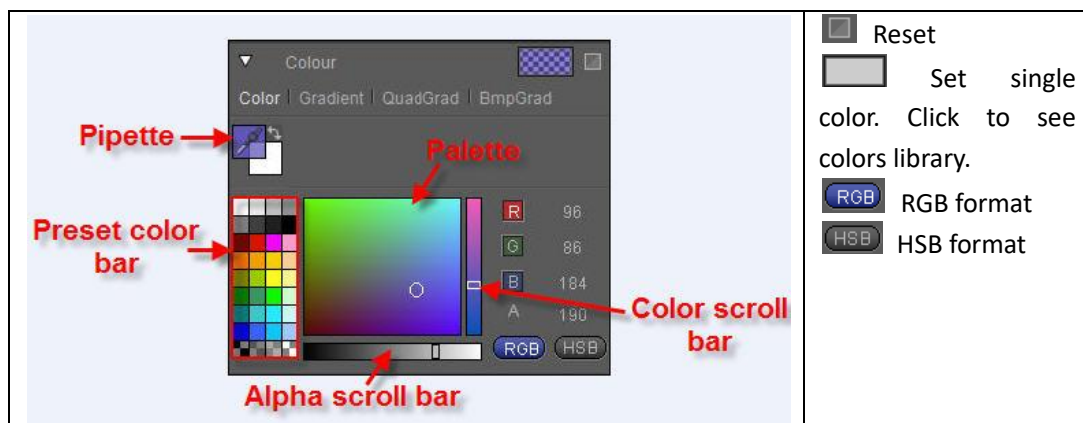 Colour
Color | Gradient | QuadGrad | BmpGrad
Pipette
Palette
Preset color
bar
R 96
G 86
B 184
A 190
Color scroll
bar
RGB HSB
Alpha scroll bar
Reset
Set single
color. Click to see
colors library.
RGB RGB format
HSB HSB format